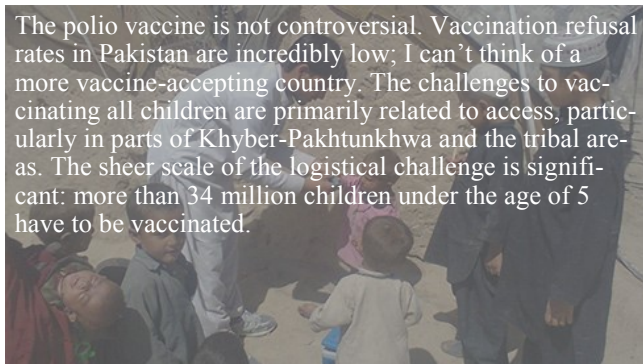 The polio vaccine is not controversial. Vaccination refusal
rates in Pakistan are incredibly low; I can’t think of a
more vaccine-accepting country. The challenges to vac-
cinating all children are primarily related to access, partic-
ularly in parts of Khyber-Pakhtunkhwa and the tribal are-
as. The sheer scale of the logistical challenge is signifi-
cant: more than 34 million children under the age of 5
have to be vaccinated.